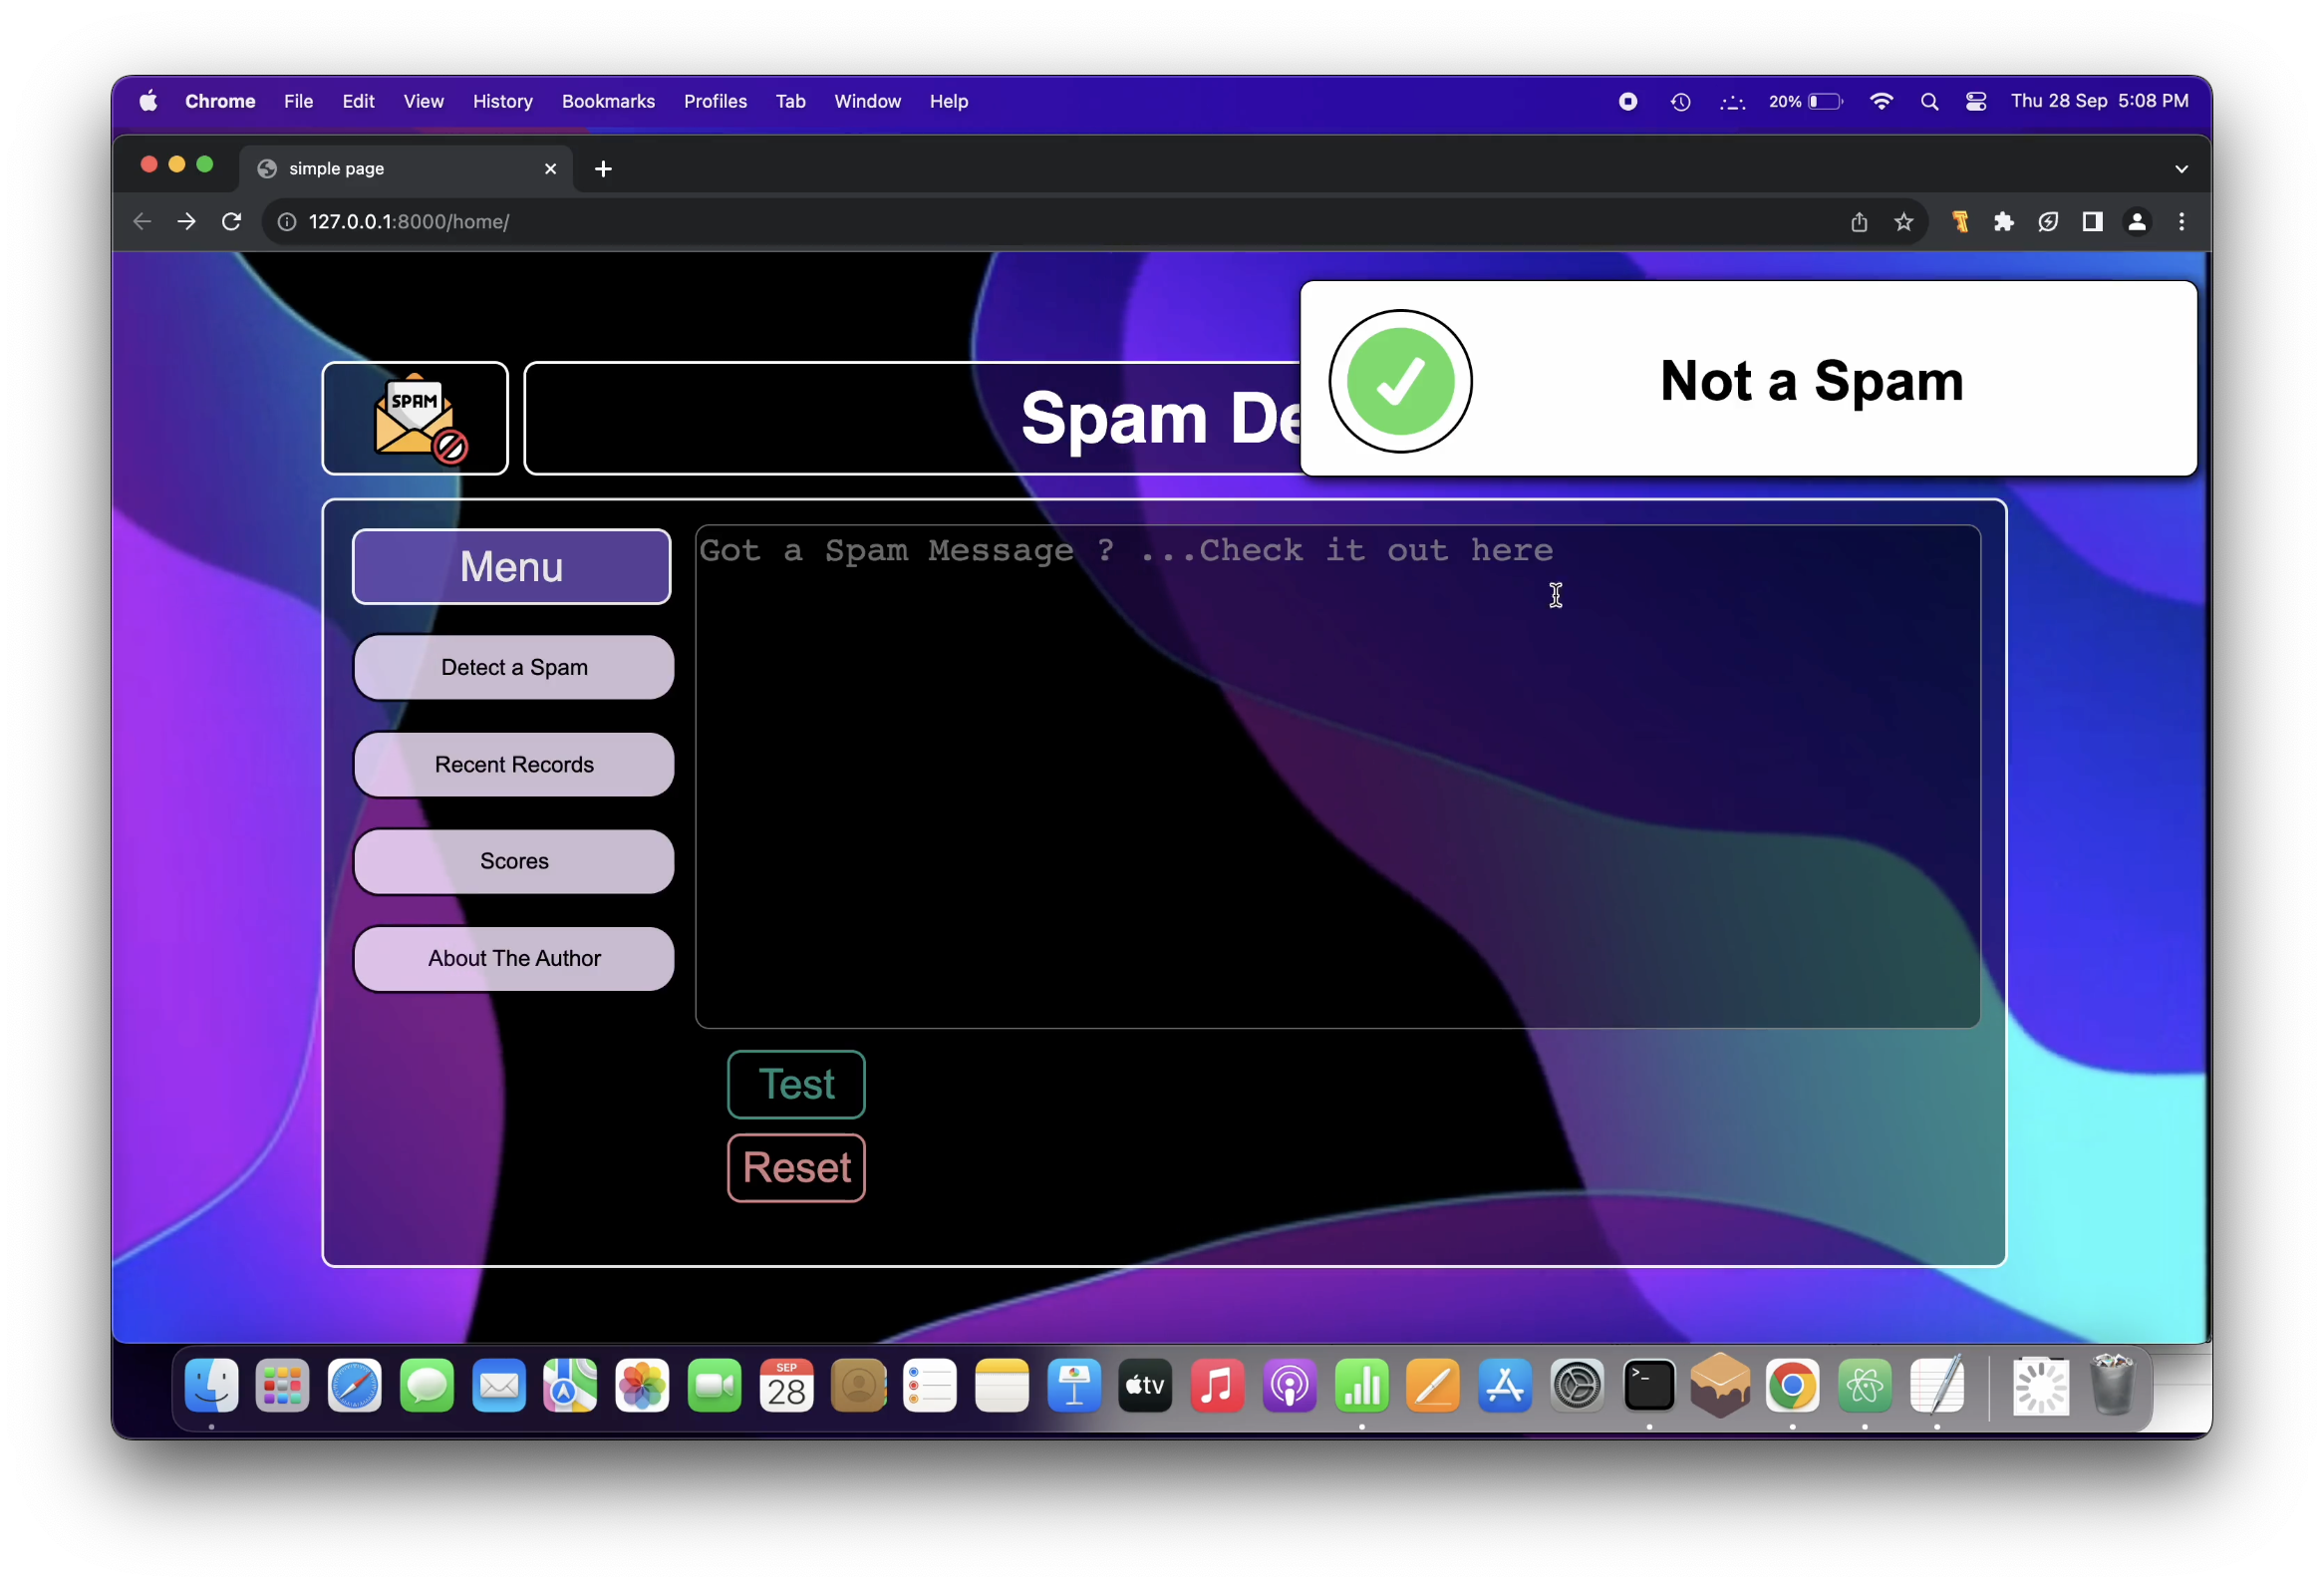 Chrome File Edit View History Bookmarks Profiles Tab Window Help 20% Thu 28 Sep 5:08 PM
simple page
127.0.0.1:8000/home/
Not a Spam
SPAM
Spam De
Menu
Got a Spam Message ? ...Check it out here
Detect a Spam
Recent Records
Scores
About The Author
Test
Reset
SEP
28
tv